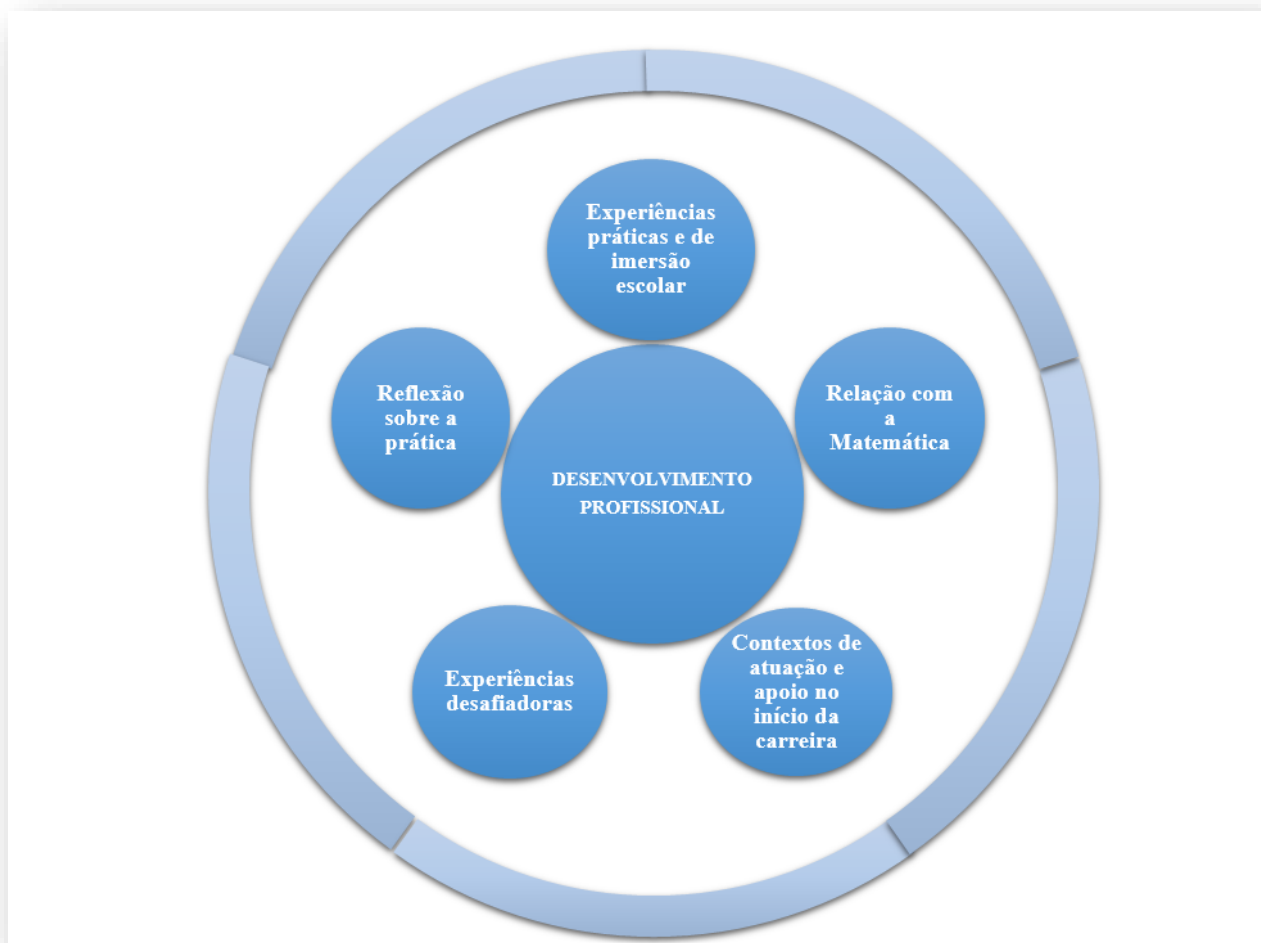 Experiências
práticas e de
imersão
escolar
Reflexão
sobre a
prática
Relação com
a
Matemática
DESENVOLVIMENTO
PROFISSIONAL
Experiências
desafiadoras
Contextos de
atuação e
apoio no
início da
carreira